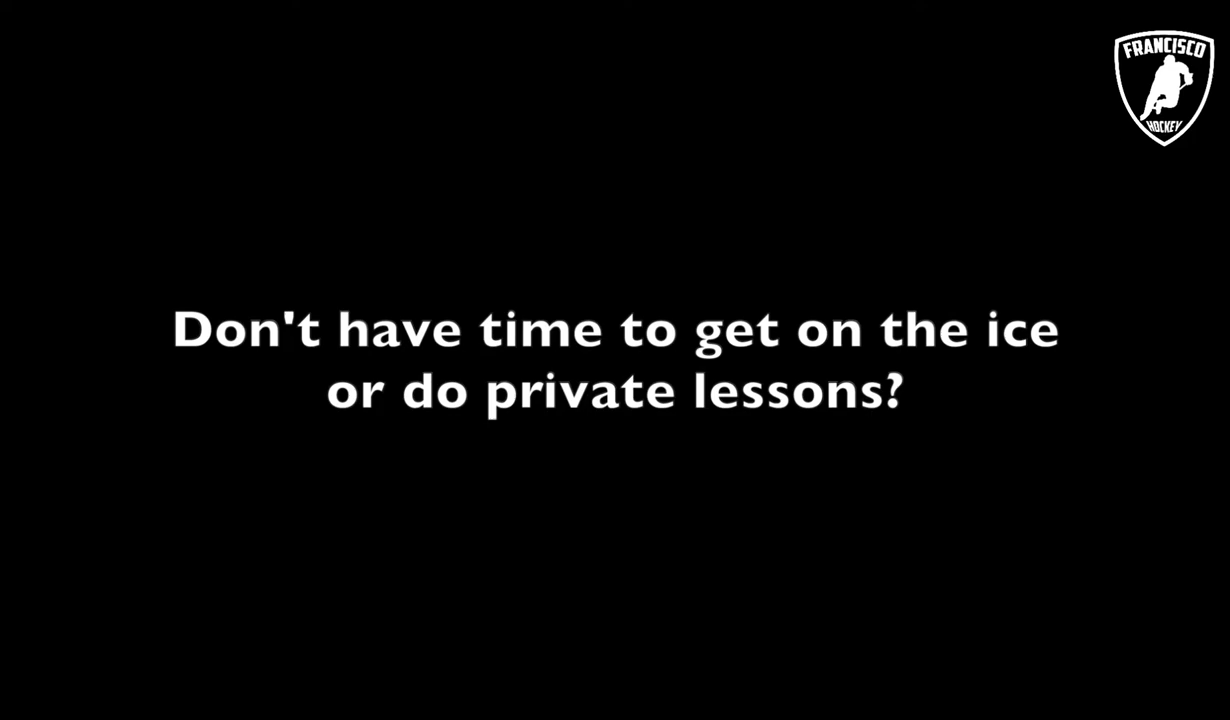 FRANCISCO
HOCKEY
Don't have time to get on the ice
or do private lessons?